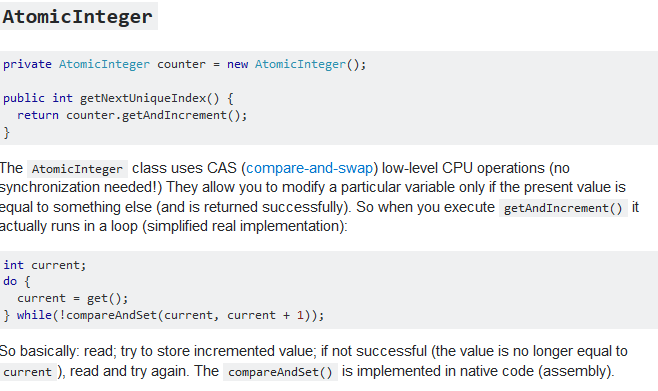 AtomicInteger
private AtomicInteger counter = new AtomicInteger();
public int getNextUniqueIndex() {
return counter.getAndIncrement();
}
The AtomicInteger class uses CAS (compare-and-swap) low-level CPU operations (no
synchronization needed!) They allow you to modify a particular variable only if the present value is
equal to something else (and is returned successfully). So when you execute getAndIncrement() it
actually runs in a loop (simplified real implementation):
int current;
do {
current = get();
} while(!compareAndSet(current, current + 1));
So basically: read; try to store incremented value; if not successful (the value is no longer equal to
current), read and try again. The compareAndSet() is implemented in native code (assembly).